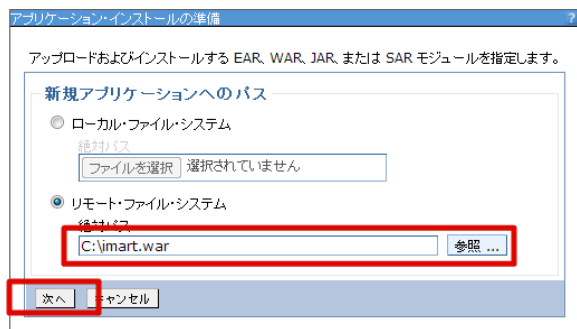 アプリケーション・インストールの準備 ?
アップロードおよびインストールする EAR、WAR、JAR、または SAR モジュールを指定します。
新規アプリケーションへのパス
ローカル・ファイル・システム
絶対パス
ファイルを選択 選択されていません
リモート・ファイル・システム
絶対パス
C:\imart.war 参照 ...
次へ キャンセル